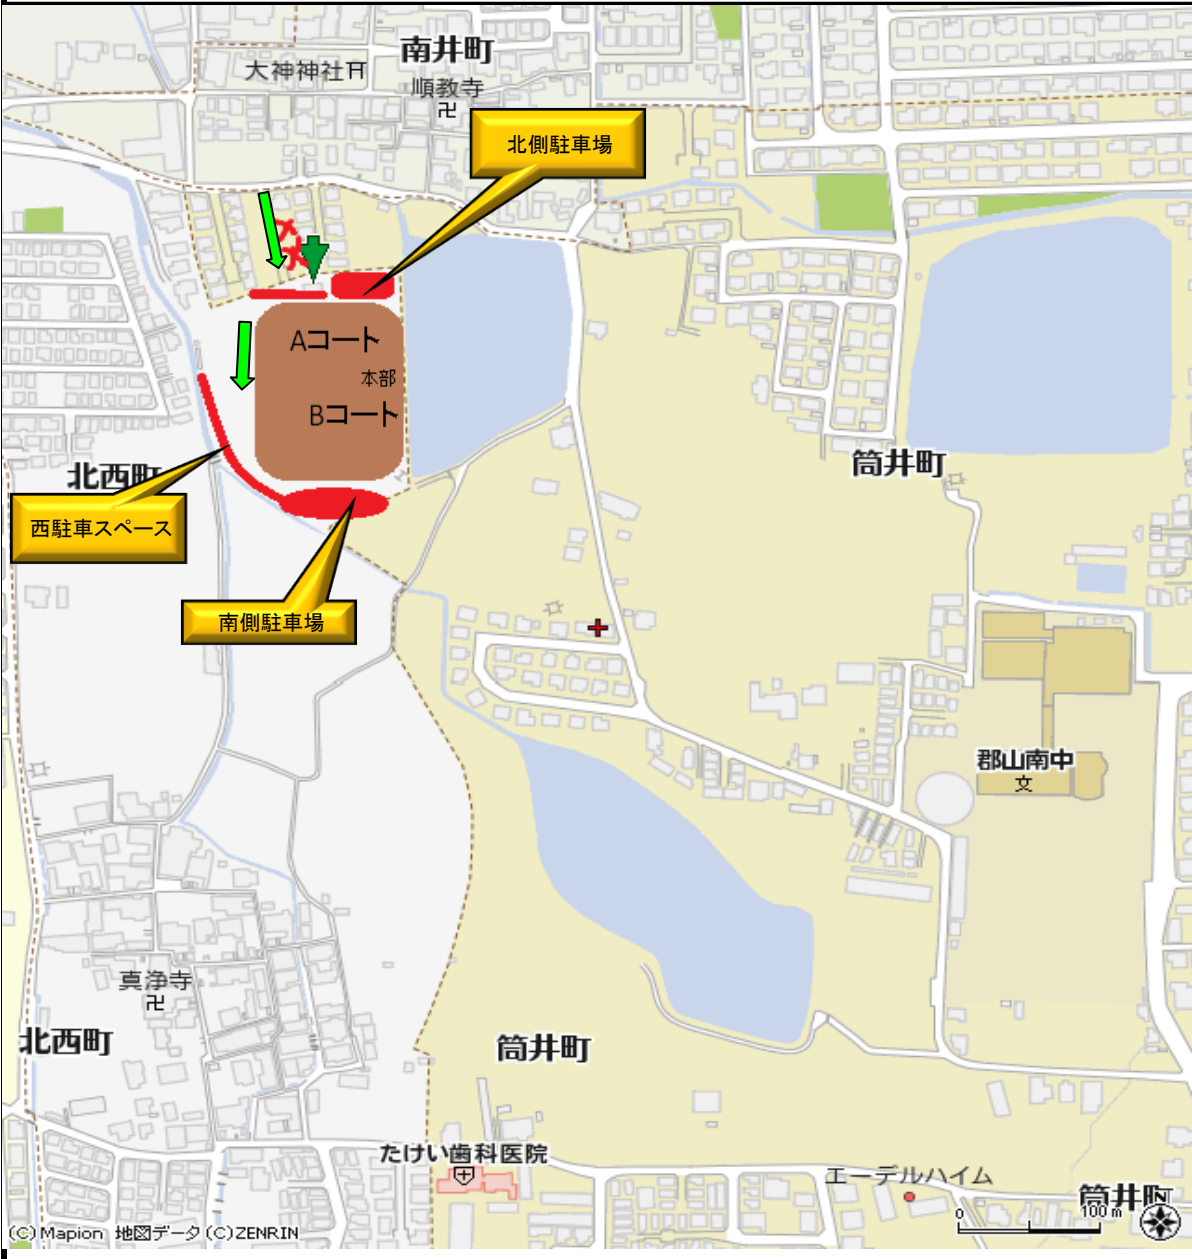 南井町
大神神社
順教寺
北側駐車場
Aコート
本部
Bコート
北西町
筒井町
西駐車スペース
南側駐車場
郡山南中
文
真浄寺
北西町
筒井町
たけい歯科医院
エーデルハイム
筒井町
N
0 100m
(C)Mapion 地図データ(C)ZENRIN